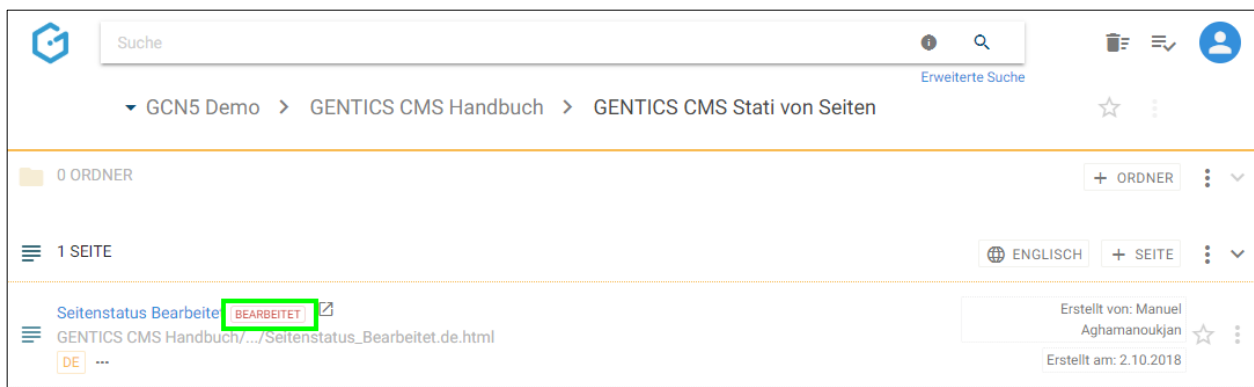 Suche
Erweiterte Suche
GCN5 Demo > GENTICS CMS Handbuch > GENTICS CMS Stati von Seiten
0 ORDNER
+ ORDNER
1 SEITE
ENGLISCH
+ SEITE
Seitenstatus Bearbeitet BEARBEITET
GENTICS CMS Handbuch/.../Seitenstatus_Bearbeitet.de.html
DE ---
Erstellt von: Manuel
Aghamanoukjan
Erstellt am: 2.10.2018